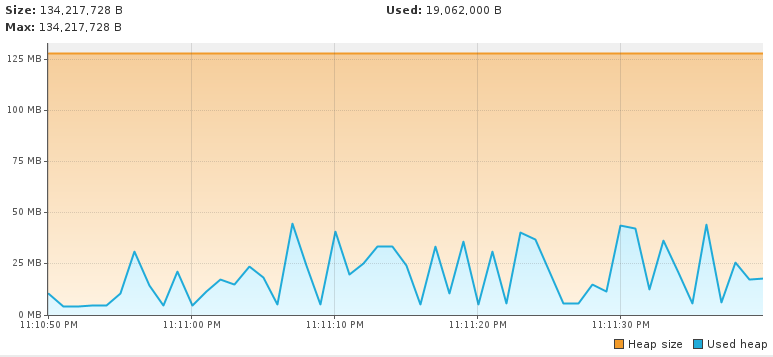 Size: 134,217,728 B Used: 19,062,000 B
Max: 134,217,728 B
125 MB
100 MB
75 MB
50 MB
25 MB
0 MB
11:10:50 PM 11:11:00 PM 11:11:10 PM 11:11:20 PM 11:11:30 PM
Heap size Used heap